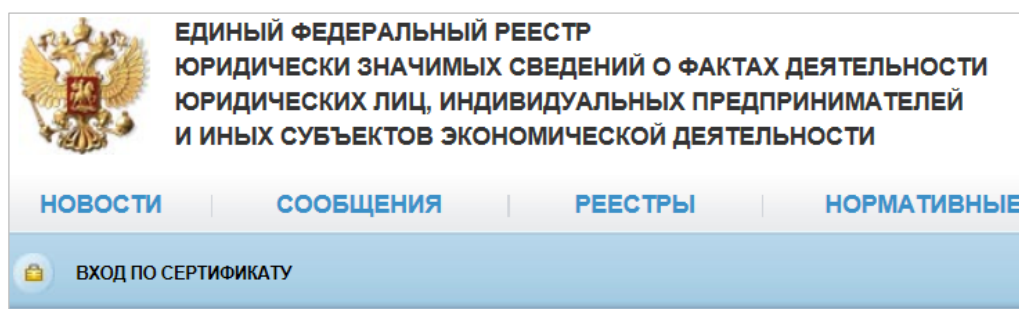 ЕДИНЫЙ ФЕДЕРАЛЬНЫЙ РЕЕСТР
ЮРИДИЧЕСКИ ЗНАЧИМЫХ СВЕДЕНИЙ О ФАКТАХ ДЕЯТЕЛЬНОСТИ
ЮРИДИЧЕСКИХ ЛИЦ, ИНДИВИДУАЛЬНЫХ ПРЕДПРИНИМАТЕЛЕЙ
И ИНЫХ СУБЪЕКТОВ ЭКОНОМИЧЕСКОЙ ДЕЯТЕЛЬНОСТИ
НОВОСТИ СООБЩЕНИЯ РЕЕСТРЫ НОРМАТИВНЫЕ
ВХОД ПО СЕРТИФИКАТУ